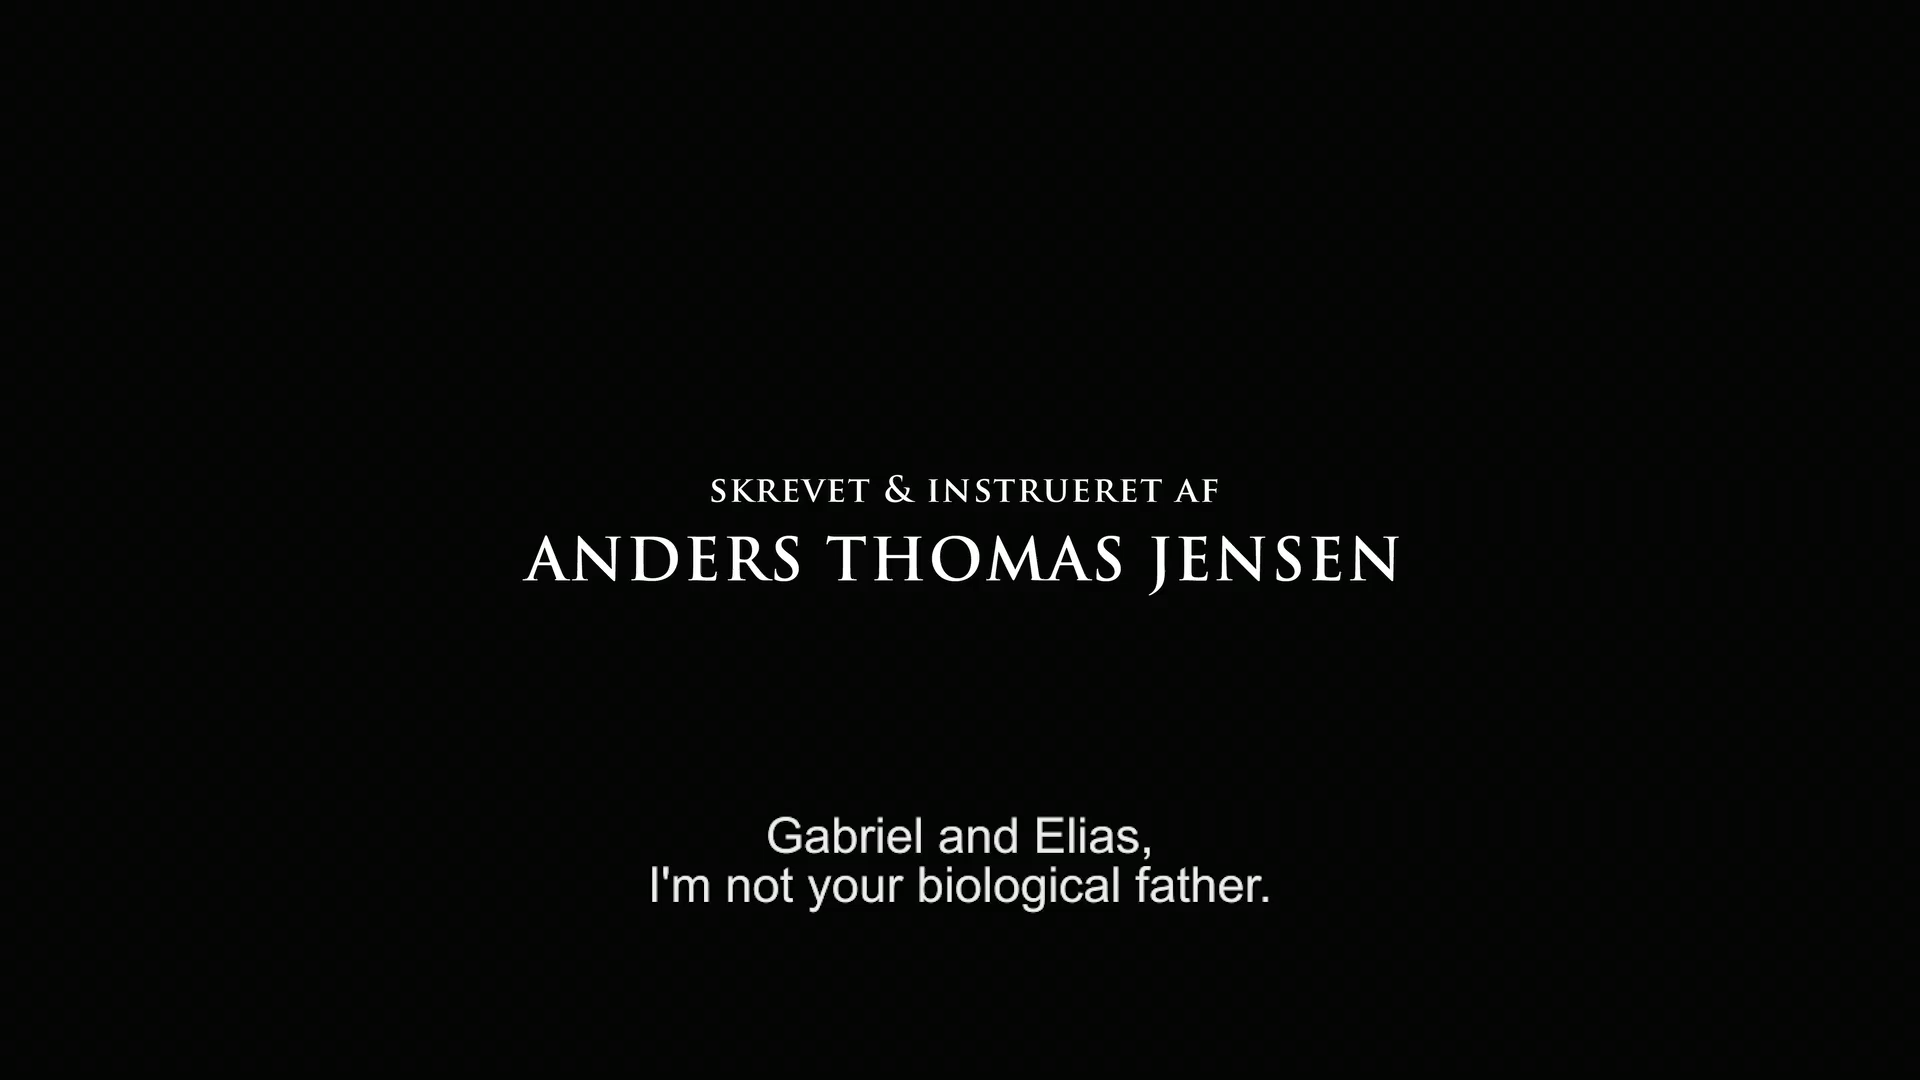 SKREVET & INSTRUERET AF
ANDERS THOMAS JENSEN
Gabriel and Elias,
I'm not your biological father.